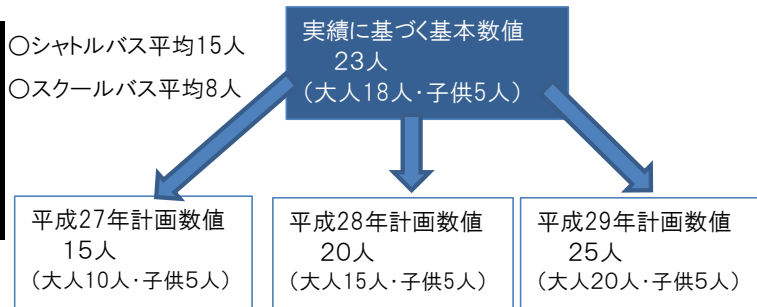 ○シャトルバス平均15人
○スクールバス平均8人
実績に基づく基本数値
23人
(大人18人・子供5人)
平成27年計画数値
15人
(大人10人・子供5人)
平成28年計画数値
20人
(大人15人・子供5人)
平成29年計画数値
25人
(大人20人・子供5人)